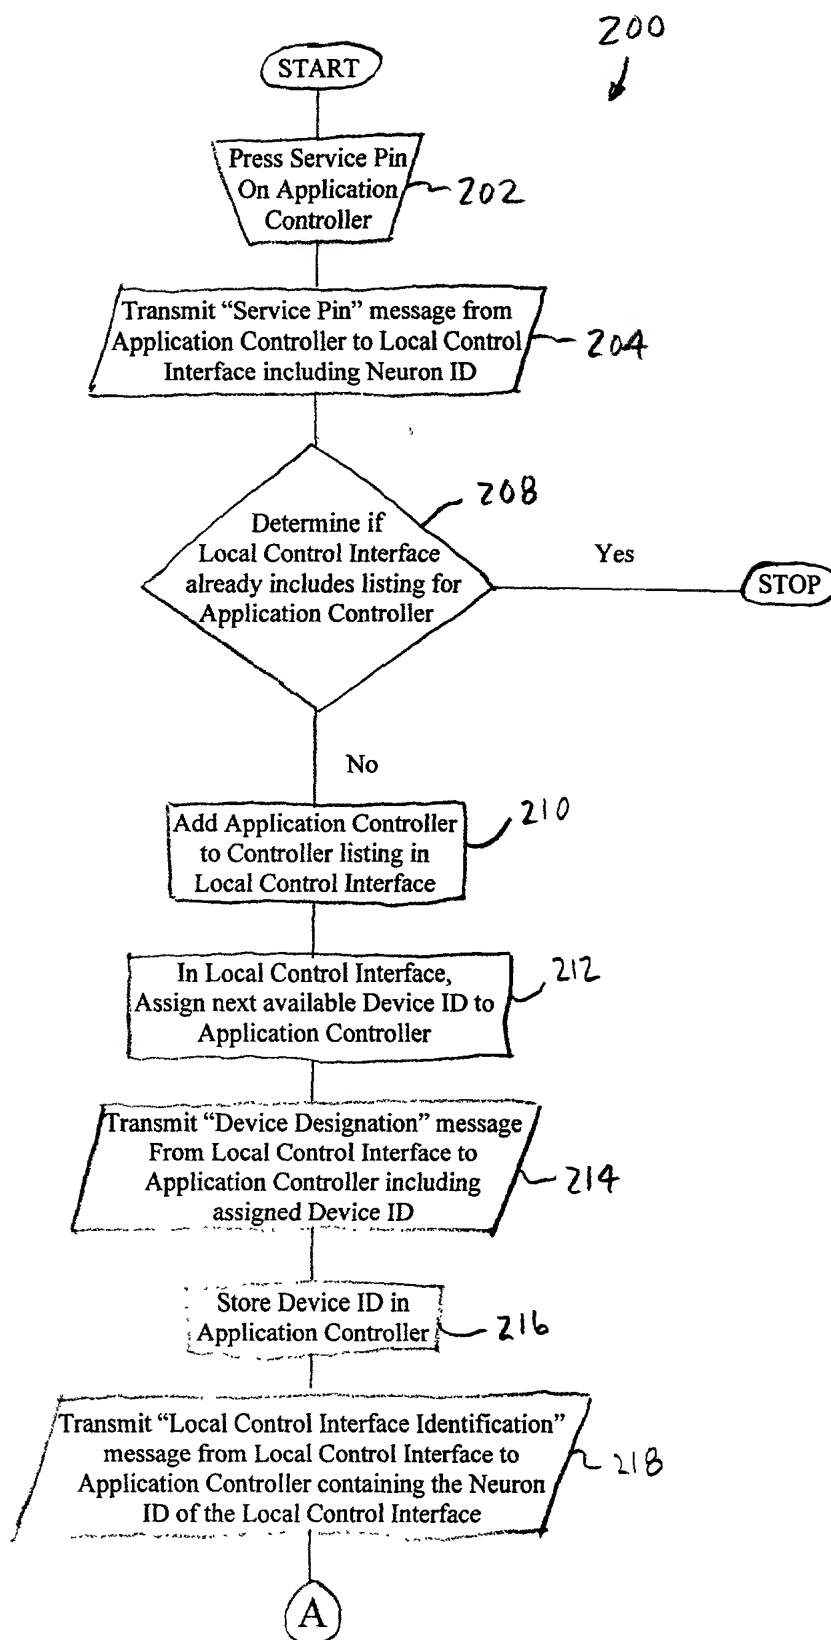 200
START
Press Service Pin
On Application
Controller
202
Transmit “Service Pin” message from
Application Controller to Local Control
Interface including Neuron ID
204
208
Determine if
Local Control Interface
already includes listing for
Application Controller
Yes
STOP
No
Add Application Controller
to Controller listing in
Local Control Interface
210
In Local Control Interface,
Assign next available Device ID to
Application Controller
212
Transmit “Device Designation” message
From Local Control Interface to
Application Controller including
assigned Device ID
214
Store Device ID in
Application Controller
216
Transmit “Local Control Interface Identification”
message from Local Control Interface to
Application Controller containing the Neuron
ID of the Local Control Interface
218
A